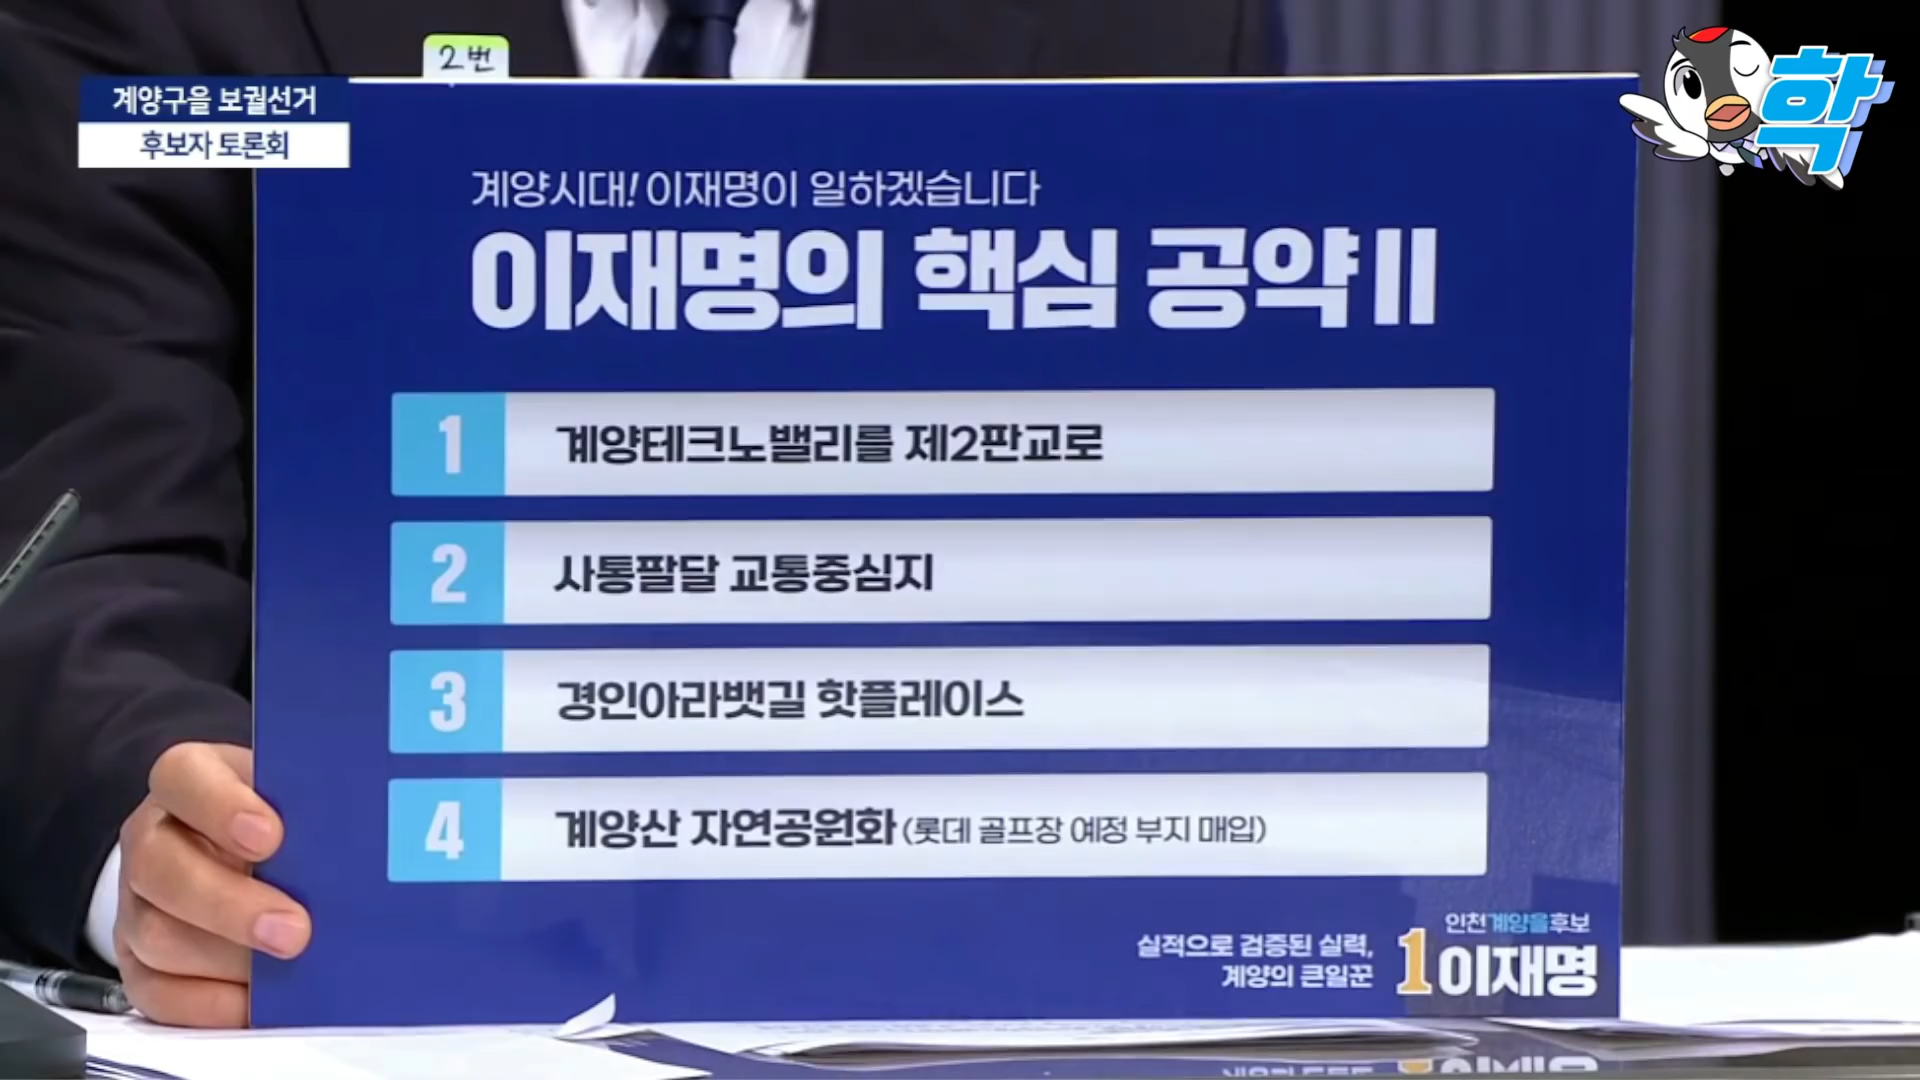 2번
계양구을 보궐선거
후보자 토론회
학
계양시대! 이재명이 일하겠습니다
이재명의 핵심 공약 II
1 계양테크노밸리를 제2판교로
2 사통팔달 교통중심지
3 경인아라뱃길 핫플레이스
4 계양산 자연공원화 (롯데 골프장 예정 부지 매입)
인천계양을후보
실적으로 검증된 실력,
계양의 큰일꾼
1 이재명